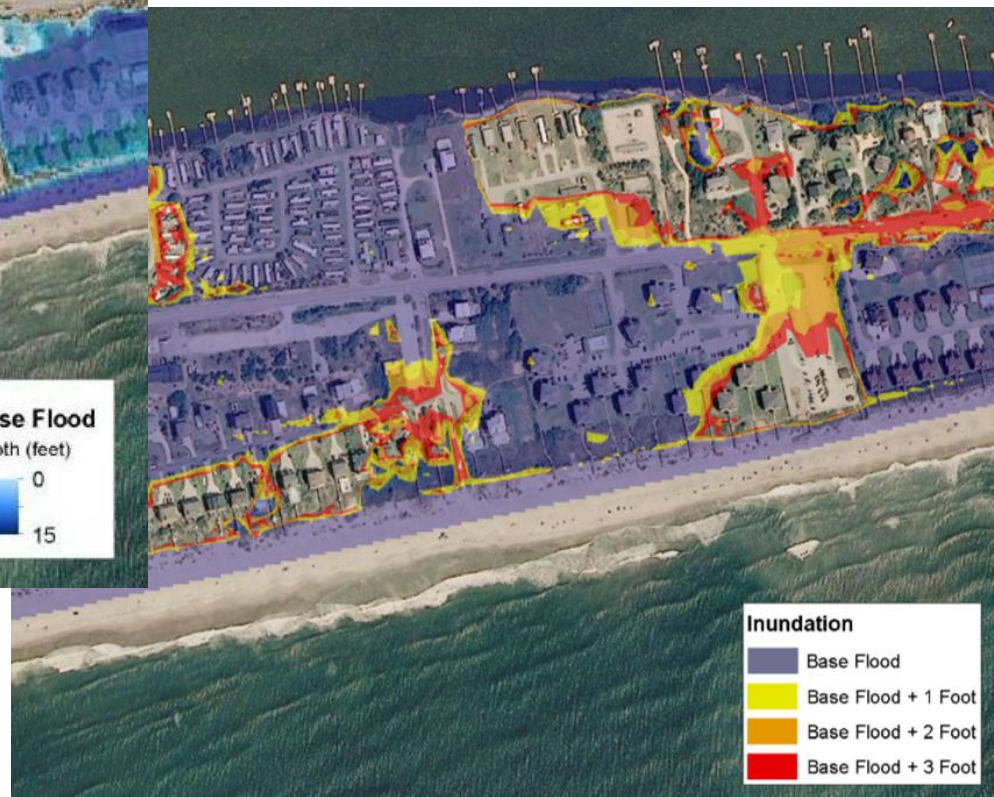 se Flood
th (feet)
0
15
Inundation
Base Flood
Base Flood + 1 Foot
Base Flood + 2 Foot
Base Flood + 3 Foot